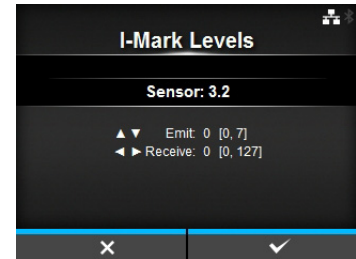 I-Mark Levels
Sensor: 3.2
▲ ▼ Emit: 0 [0, 7]
◄ ► Receive: 0 [0, 127]